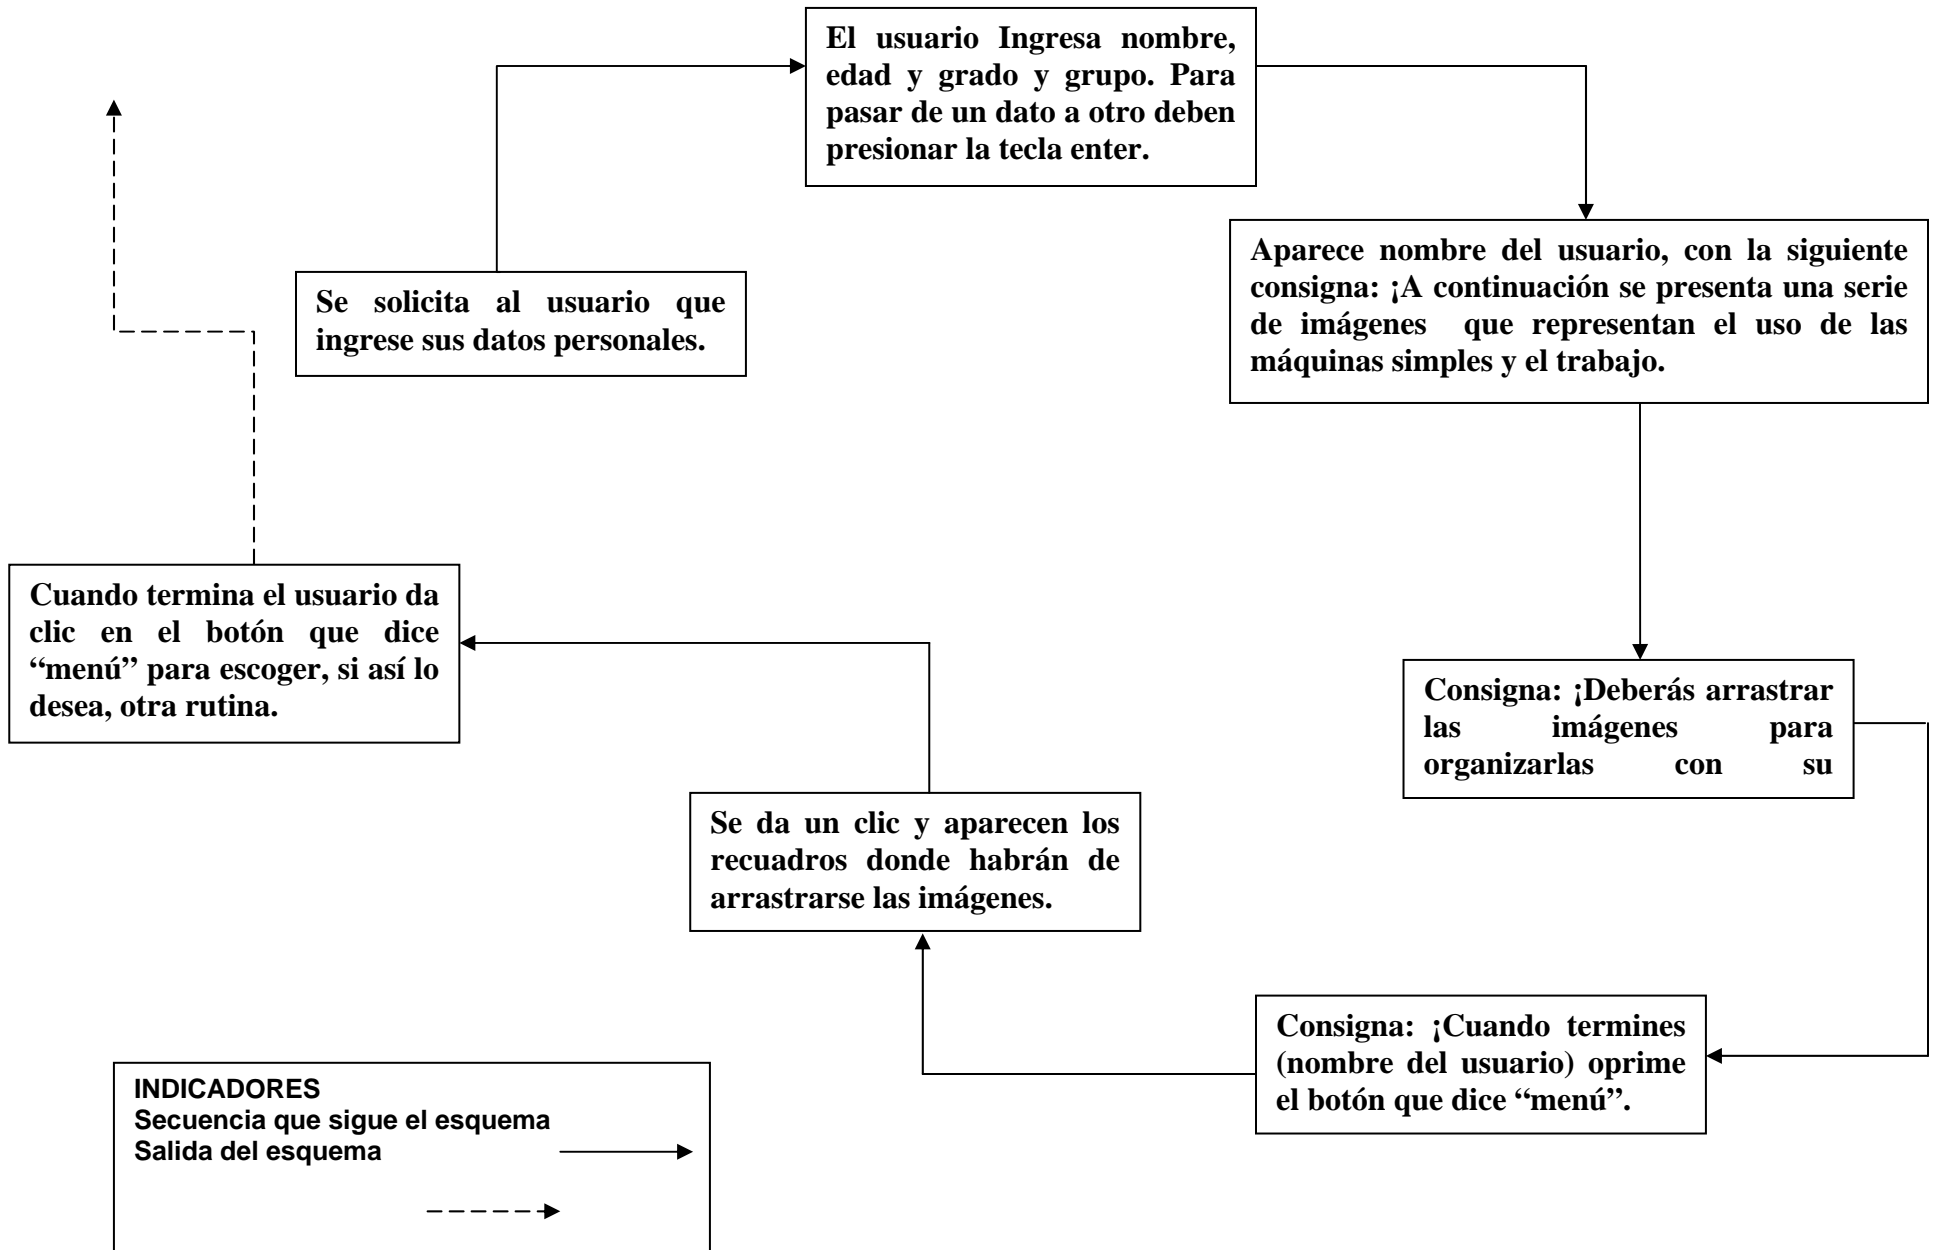 El usuario Ingresa nombre,
edad y grado y grupo. Para
pasar de un dato a otro deben
presionar la tecla enter.
Aparece nombre del usuario, con la siguiente
consigna: ¡A continuación se presenta una serie
de imágenes que representan el uso de las
máquinas simples y el trabajo.
Se solicita al usuario que
ingrese sus datos personales.
Cuando termina el usuario da
clic en el botón que dice
“menú” para escoger, si así lo
desea, otra rutina.
Consigna: ¡Deberás arrastrar
las imágenes para
organizarlas con su
Se da un clic y aparecen los
recuadros donde habrán de
arrastrarse las imágenes.
Consigna: ¡Cuando termines
(nombre del usuario) oprime
el botón que dice “menú”.
INDICADORES
Secuencia que sigue el esquema
Salida del esquema